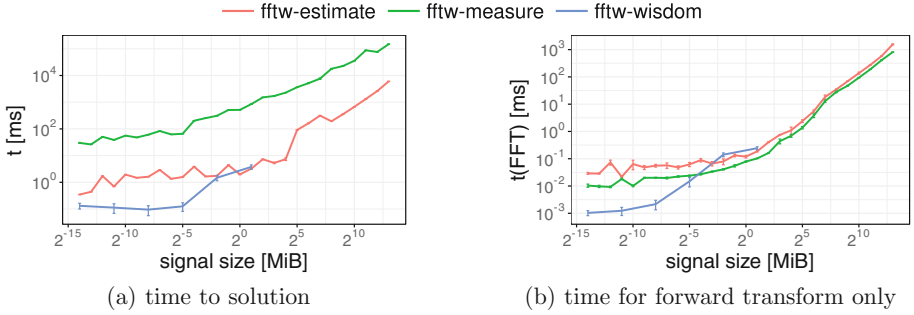 fftw-estimate fftw-measure fftw-wisdom
t [ms]
10^4
10^2
10^0
2^-15 2^-10 2^-5 2^0 2^5 2^10
signal size [MiB]
(a) time to solution
t(FFT) [ms]
10^3
10^2
10^1
10^0
10^-1
10^-2
10^-3
2^-15 2^-10 2^-5 2^0 2^5 2^10
signal size [MiB]
(b) time for forward transform only